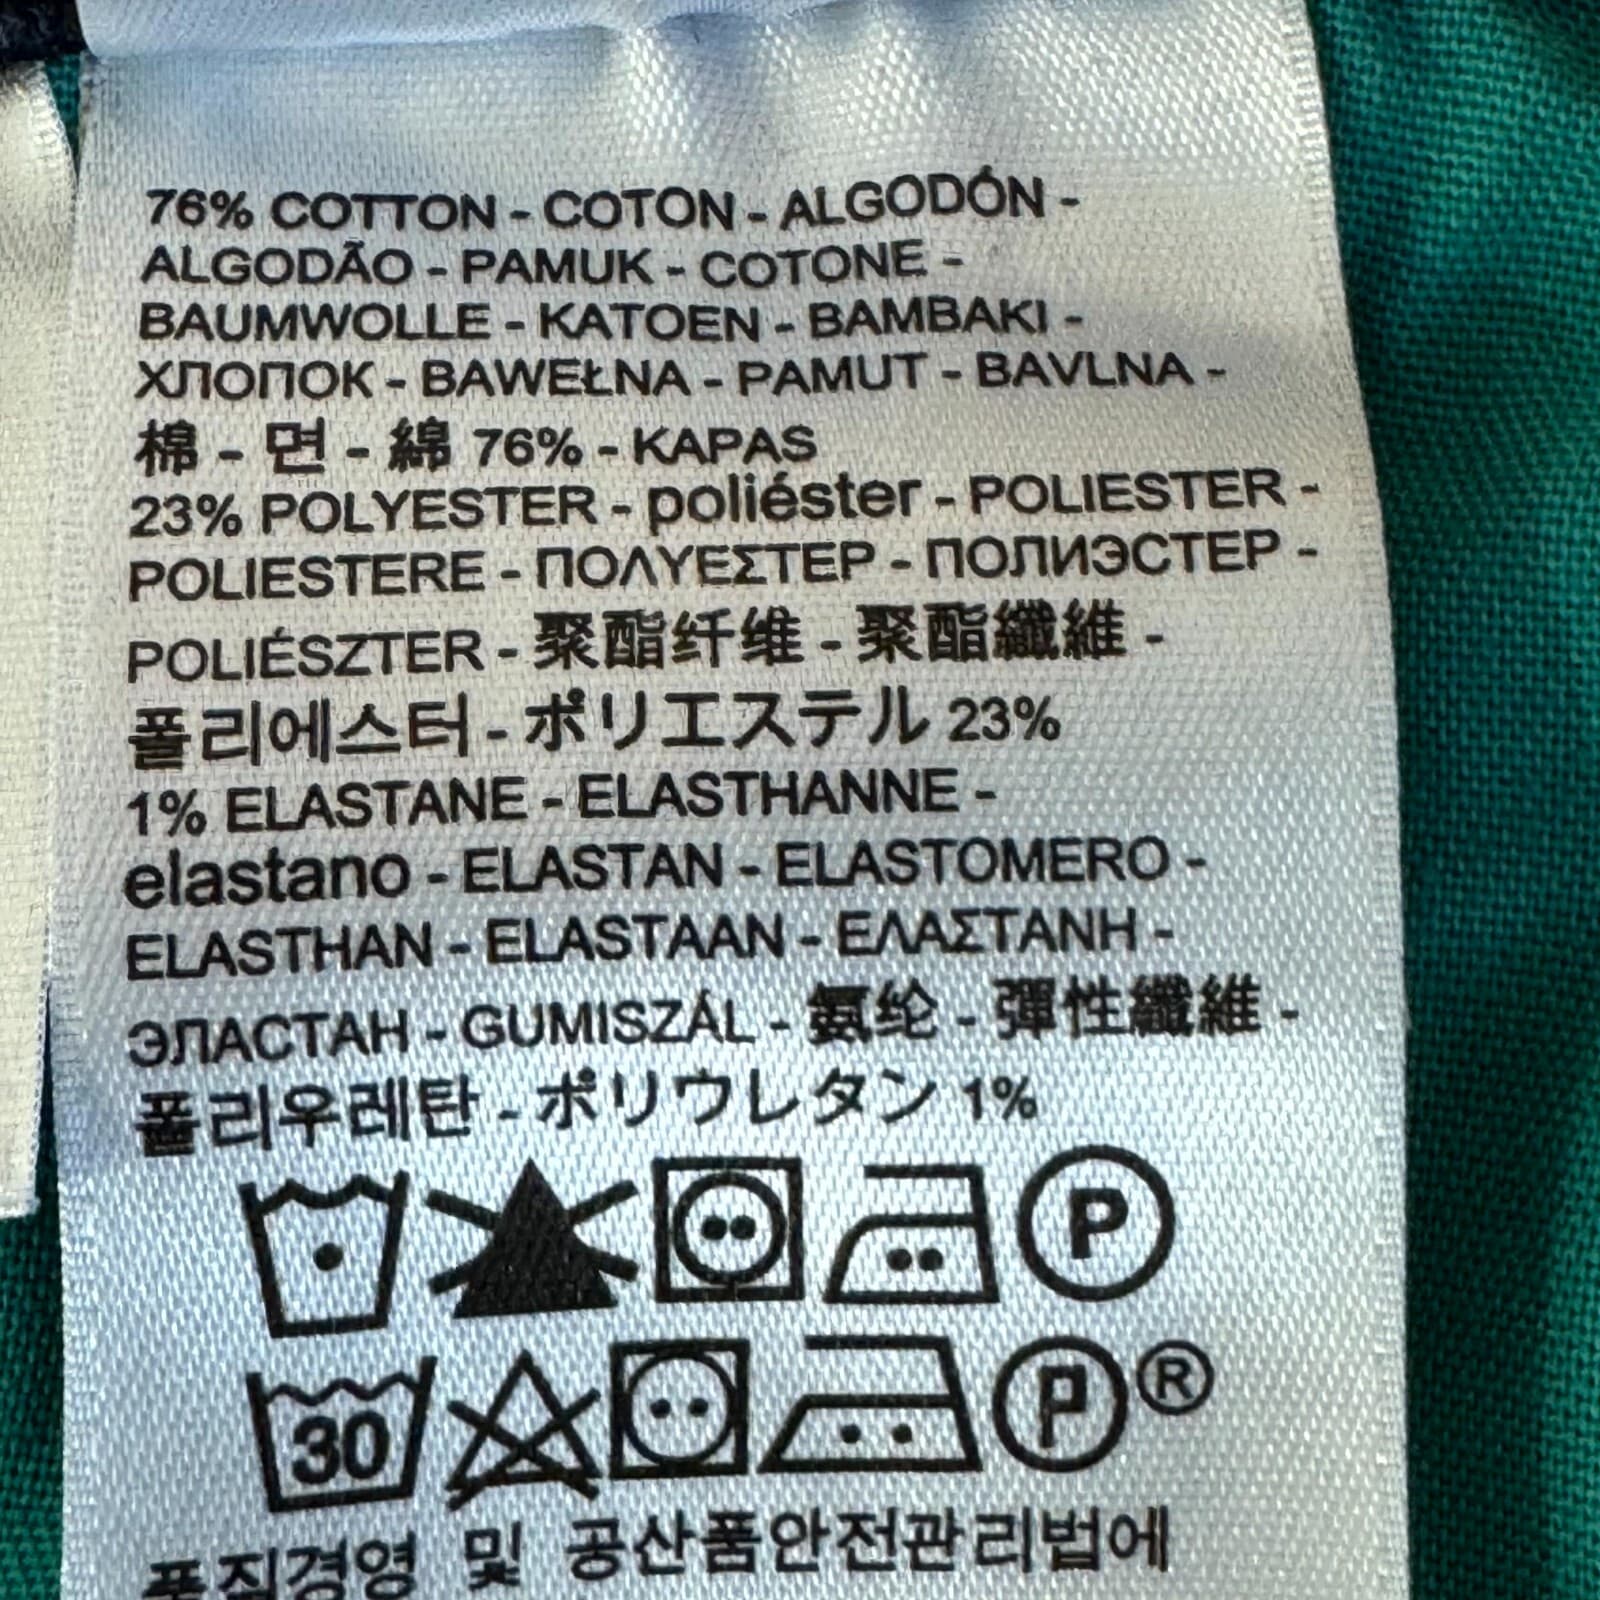 76% COTTON - COTON - ALGODÓN -
ALGODÃO - PAMUK - COTONE -
BAUMWOLLE - KATOEN - BAMBAKI -
ХЛОПОК - BAWEŁNA - PAMUT - BAVLNA -
棉 - 면 - 綿 76% - KAPAS
23% POLYESTER - poliéster - POLIESTER -
POLIESTERE - ΠΟΛΥΕΣΤΕΡ - ПОЛИЭСТЕР -
POLIÉSZTER - 聚酯纤维 - 聚酯纖維 -
폴리에스터 - ポリエステル 23%
1% ELASTANE - ELASTHANNE -
elastano - ELASTAN - ELASTOMERO -
ELASTHAN - ELASTAAN - ΕΛΑΣΤΑΝΗ -
ЭЛАСТАН - GUMISZÁL - 氨纶 - 彈性纖維 -
폴리우레탄 - ポリウレタン 1%
P
30 P ®
품질경영 및 공산품안전관리법에